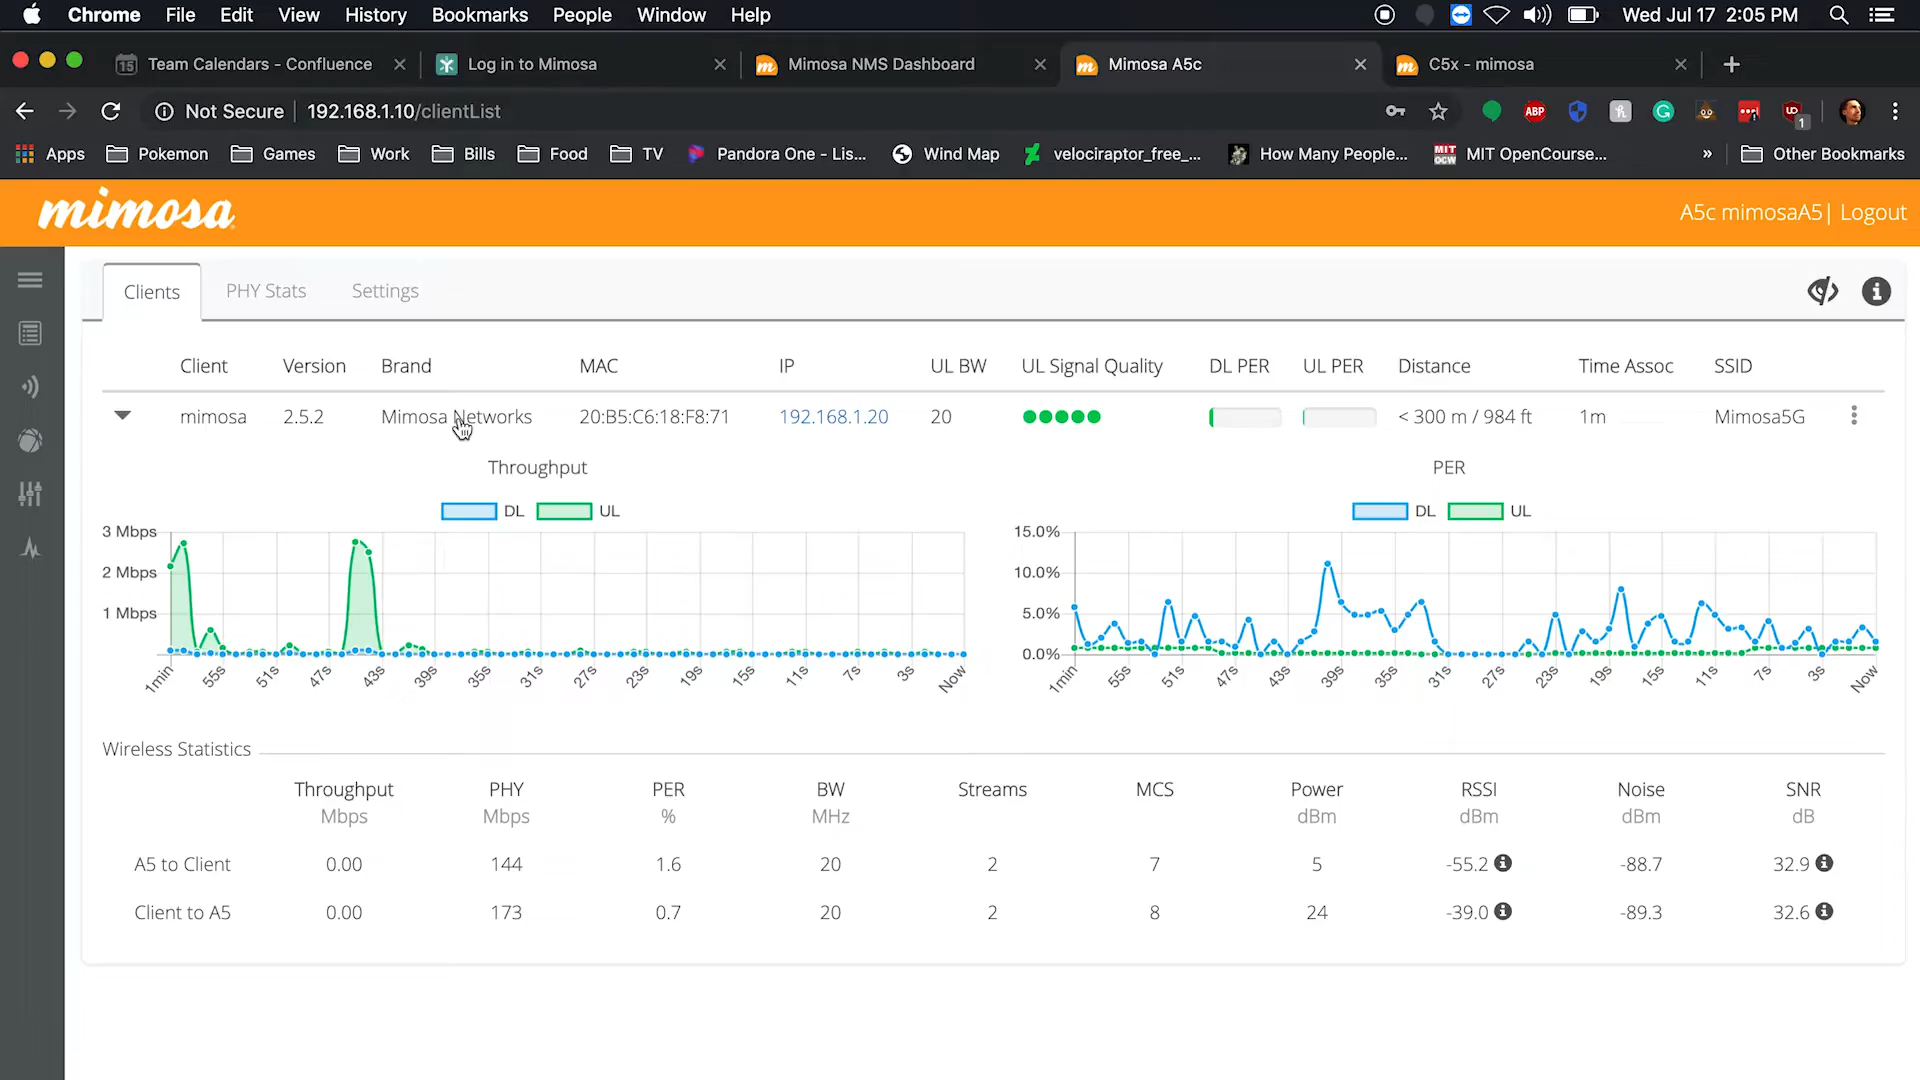 Chrome File Edit View History Bookmarks People Window Help Wed Jul 17 2:05 PM
15 Team Calendars - Confluence Log in to Mimosa m Mimosa NMS Dashboard m Mimosa A5c m C5x - mimosa
Not Secure 192.168.1.10/clientList ABP h G 1
Apps Pokemon Games Work Bills Food TV Pandora One - Lis... Wind Map velociraptor_free_... How Many People... MIT OCW MIT OpenCourse... » Other Bookmarks
mimosa A5c mimosaA5| Logout
Clients PHY Stats Settings
Client Version Brand MAC IP UL BW UL Signal Quality DL PER UL PER Distance Time Assoc SSID
mimosa 2.5.2 Mimosa Networks 20:B5:C6:18:F8:71 192.168.1.20 20 < 300 m / 984 ft 1m Mimosa5G
Throughput
DL UL
3 Mbps
2 Mbps
1 Mbps
1min 55s 51s 47s 43s 39s 35s 31s 27s 23s 19s 15s 11s 7s 3s Now
PER
DL UL
15.0%
10.0%
5.0%
0.0%
1min 55s 51s 47s 43s 39s 35s 31s 27s 23s 19s 15s 11s 7s 3s Now
Wireless Statistics
Throughput PHY PER BW Streams MCS Power RSSI Noise SNR
Mbps Mbps % MHz dBm dBm dBm dB
A5 to Client 0.00 144 1.6 20 2 7 5 -55.2 -88.7 32.9
Client to A5 0.00 173 0.7 20 2 8 24 -39.0 -89.3 32.6